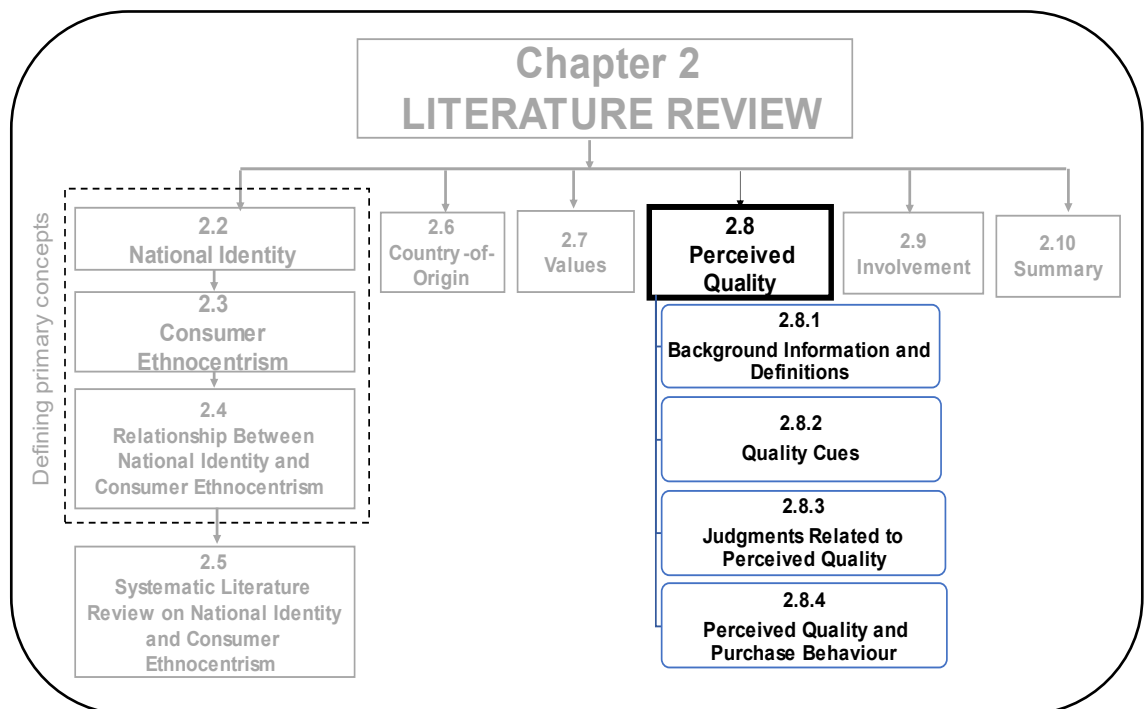 Chapter 2
LITERATURE REVIEW
Defining primary concepts
2.2
National Identity
2.3
Consumer
Ethnocentrism
2.4
Relationship Between
National Identity and
Consumer Ethnocentrism
2.5
Systematic Literature
Review on National Identity
and Consumer
Ethnocentrism
2.6
Country-of-
Origin
2.7
Values
2.8
Perceived
Quality
2.8.1
Background Information and
Definitions
2.8.2
Quality Cues
2.8.3
Judgments Related to
Perceived Quality
2.8.4
Perceived Quality and
Purchase Behaviour
2.9
Involvement
2.10
Summary